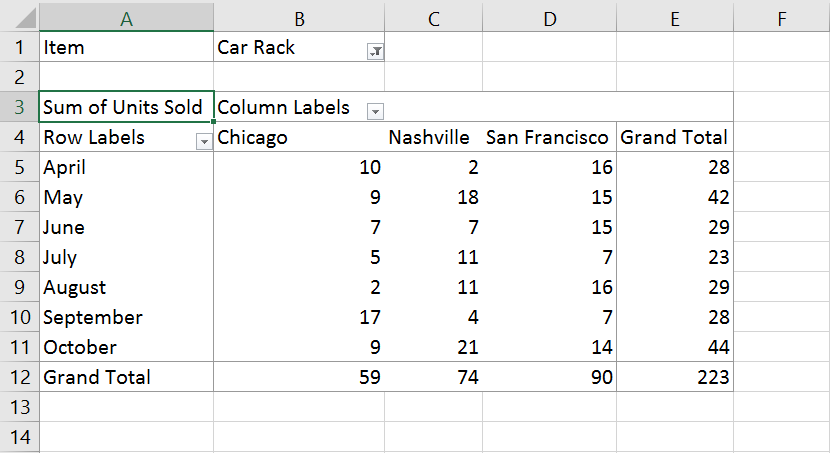 A B C D E F
1 Item Car Rack
2
3 Sum of Units Sold Column Labels
4 Row Labels Chicago Nashville San Francisco Grand Total
5 April 10 2 16 28
6 May 9 18 15 42
7 June 7 7 15 29
8 July 5 11 7 23
9 August 2 11 16 29
10 September 17 4 7 28
11 October 9 21 14 44
12 Grand Total 59 74 90 223
13
14